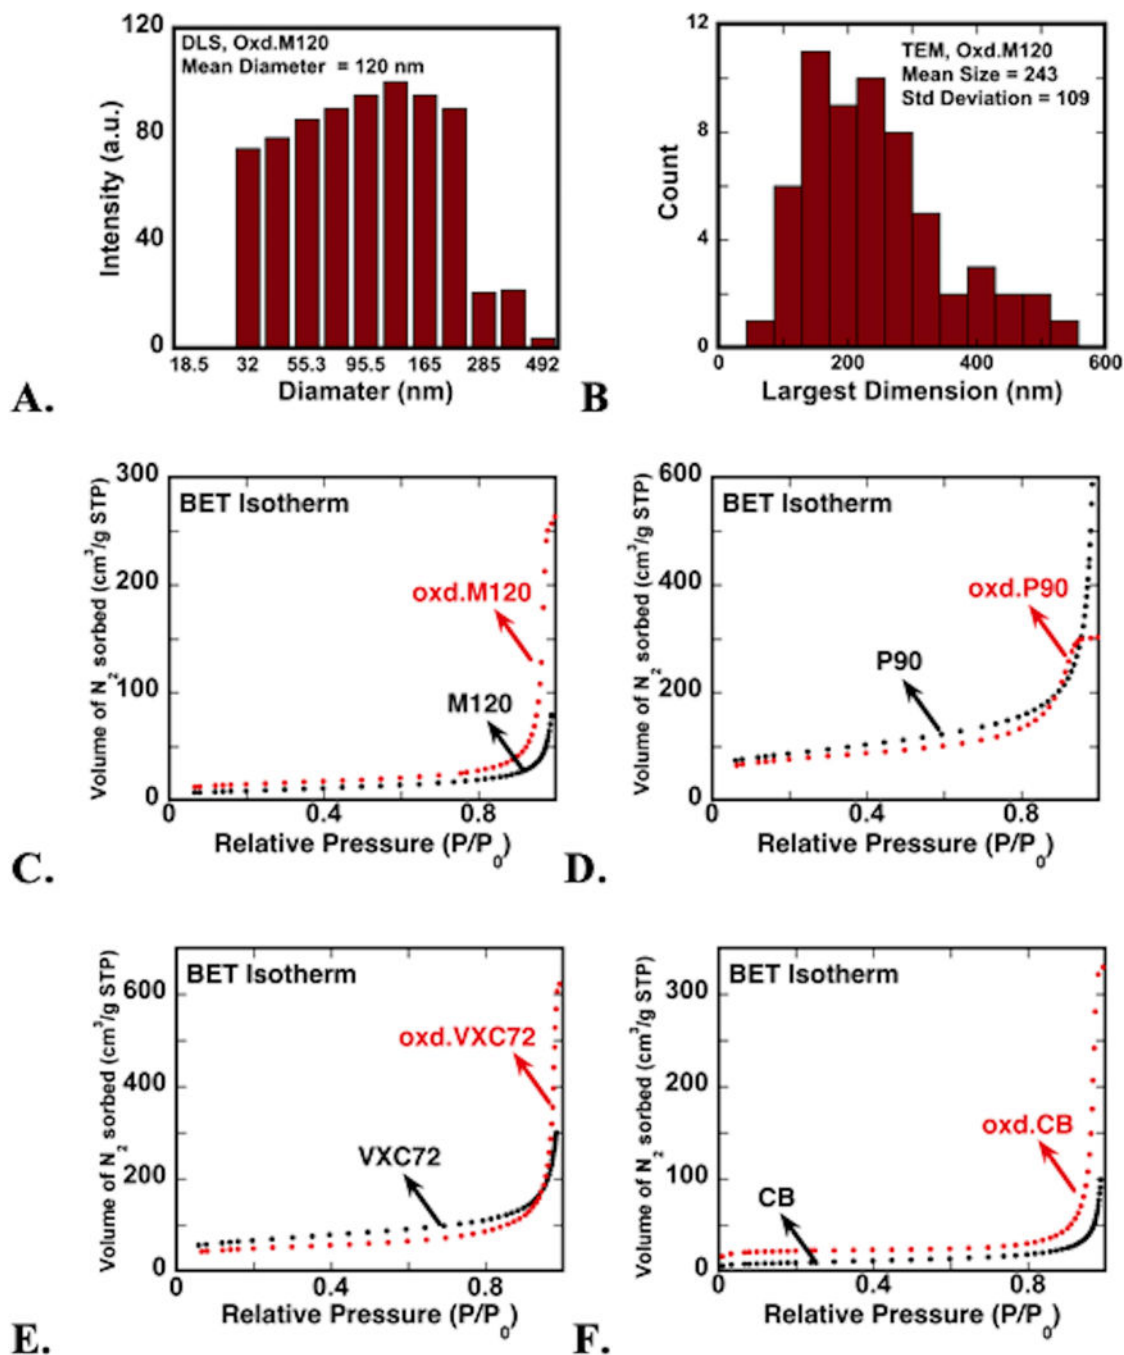 120
DLS, Oxd.M120
Mean Diameter = 120 nm
80
40
0
Intensity (a.u.)
18.5 32 55.3 95.5 165 285 492
Diamater (nm)
A.
12
TEM, Oxd.M120
Mean Size = 243
Std Deviation = 109
8
4
0
Count
0 200 400 600
Largest Dimension (nm)
B
300
BET Isotherm
200
oxd.M120
100
M120
0
Volume of N2 sorbed (cm3/g STP)
0 0.4 0.8
Relative Pressure (P/P0)
C.
600
BET Isotherm
400
oxd.P90
P90
200
0
Volume of N2 sorbed (cm3/g STP)
0 0.4 0.8
Relative Pressure (P/P0)
D.
BET Isotherm
600
oxd.VXC72
400
VXC72
200
0
Volume of N2 sorbed (cm3/g STP)
0 0.4 0.8
Relative Pressure (P/P0)
E.
BET Isotherm
300
200
oxd.CB
100
CB
0
Volume of N2 sorbed (cm3/g STP)
0 0.4 0.8
Relative Pressure (P/P0)
F.